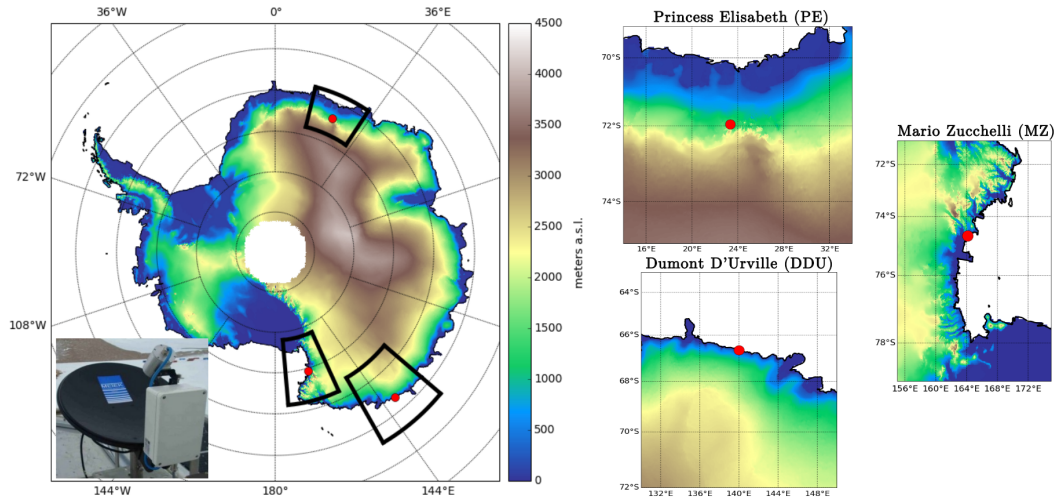 36°W 0° 36°E
72°W
108°W
144°W 180° 144°E
4500
4000
3500
3000
2500
2000
1500
1000
500
0
meters a.s.l.
Princess Elisabeth (PE)
70°S
72°S
74°S
16°E 20°E 24°E 28°E 32°E
Dumont D'Urville (DDU)
64°S
66°S
68°S
70°S
72°S
132°E 136°E 140°E 144°E 148°E
Mario Zucchelli (MZ)
72°S
74°S
76°S
78°S
156°E 160°E 164°E 168°E 172°E